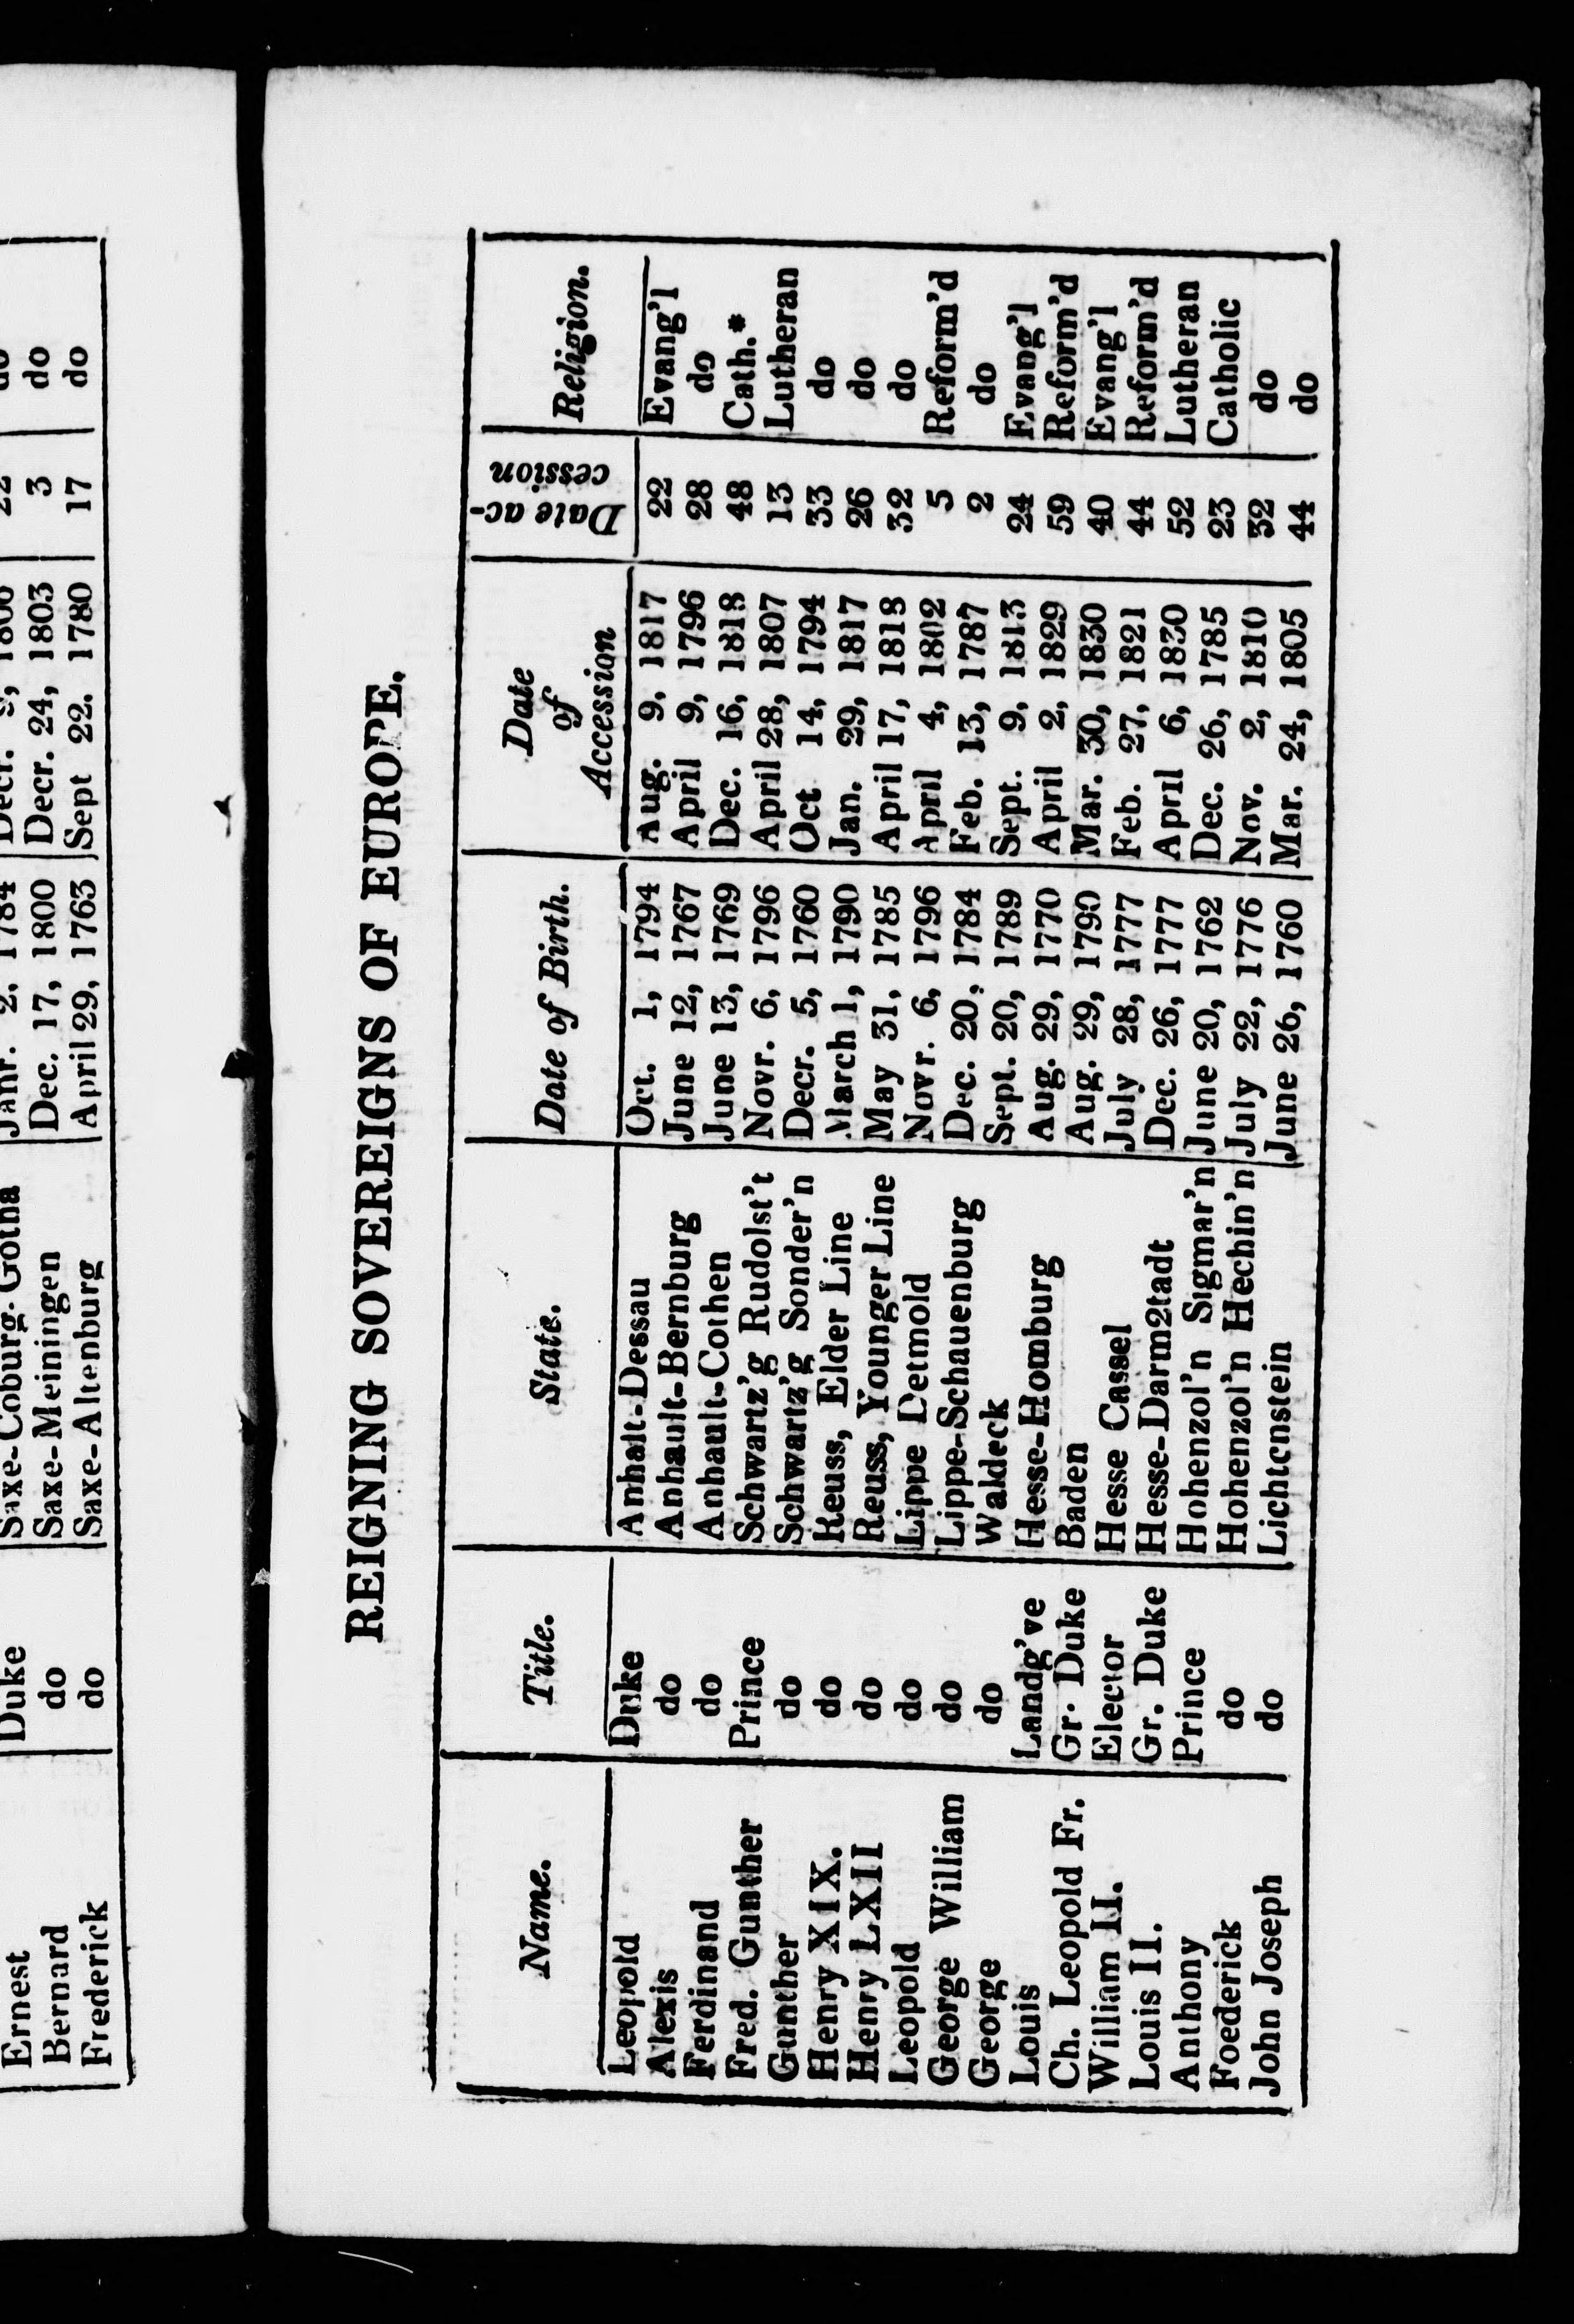 Ernest Duke Saxe-Coburg-Gotha Janr. 2, 1784
Bernard do Saxe-Meiningen Dec. 17, 1800 Decr. 24, 1803 3 do
Frederick do Saxe-Altenburg April 29, 1763 Sept 22. 1780 17 do
REIGNING SOVEREIGNS OF EUROPE.
Name. Title. State. Date of Birth. Date of Accession Date ac-cession Religion.
Leopold Duke Anhalt-Dessau Oct. 1, 1794 Aug. 9, 1817 22 Evang'l
Alexis do Anhault-Bernburg June 12, 1767 April 9, 1796 28 do
Ferdinand do Anhault-Cothen June 13, 1769 Dec. 16, 1818 48 Cath.*
Fred. Gunther Prince Schwartz'g Rudolst't Novr. 6, 1796 April 28, 1807 13 Lutheran
Gunther do Schwartz'g Sonder'n Decr. 5, 1760 Oct 14, 1794 33 do
Henry XIX. do Reuss, Elder Line March 1, 1790 Jan. 29, 1817 26 do
Henry LXII do Reuss, Younger Line May 31, 1785 April 17, 1818 32 do
Leopold do Lippe Detmold Novr. 6, 1796 April 4, 1802 5 Reform'd
George William do Lippe-Schauenburg Dec. 20, 1784 Feb. 13, 1787 2 do
George do Waldeck Sept. 20, 1789 Sept. 9, 1813 24 Evang'l
Louis Landg've Hesse-Homburg Aug. 29, 1770 April 2, 1829 59 Reform'd
Ch. Leopold Fr. Gr. Duke Baden Aug. 29, 1790 Mar. 30, 1830 40 Evang'l
William II. Elector Hesse Cassel July 28, 1777 Feb. 27, 1821 44 Reform'd
Louis II. Gr. Duke Hesse-Darm2tadt Dec. 26, 1777 April 6, 1830 52 Lutheran
Anthony Prince Hohenzol'n Sigmar'n June 20, 1762 Dec. 26, 1785 23 Catholic
Foederick do Hohenzol'n Hechin'n July 22, 1776 Nov. 2, 1810 32 do
John Joseph do Lichtenstein June 26, 1760 Mar. 24, 1805 44 do